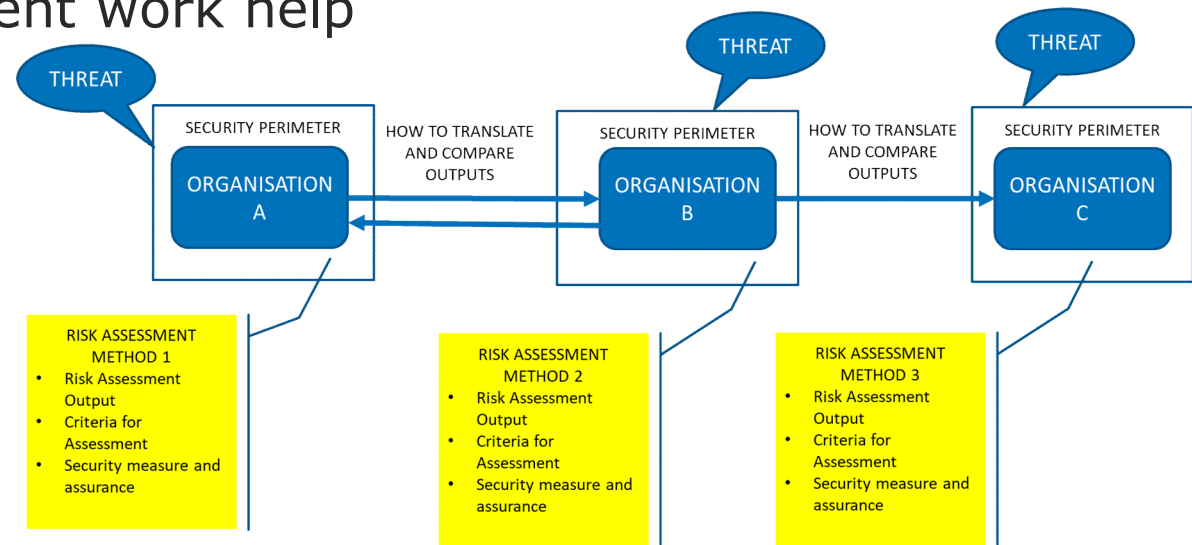 ent work help
THREAT
THREAT
THREAT
SECURITY PERIMETER
ORGANISATION
A
HOW TO TRANSLATE
AND COMPARE
OUTPUTS
SECURITY PERIMETER
ORGANISATION
B
HOW TO TRANSLATE
AND COMPARE
OUTPUTS
SECURITY PERIMETER
ORGANISATION
C
RISK ASSESSMENT
METHOD 1
• Risk Assessment
Output
• Criteria for
Assessment
• Security measure and
assurance
RISK ASSESSMENT
METHOD 2
• Risk Assessment
Output
• Criteria for
Assessment
• Security measure and
assurance
RISK ASSESSMENT
METHOD 3
• Risk Assessment
Output
• Criteria for
Assessment
• Security measure and
assurance